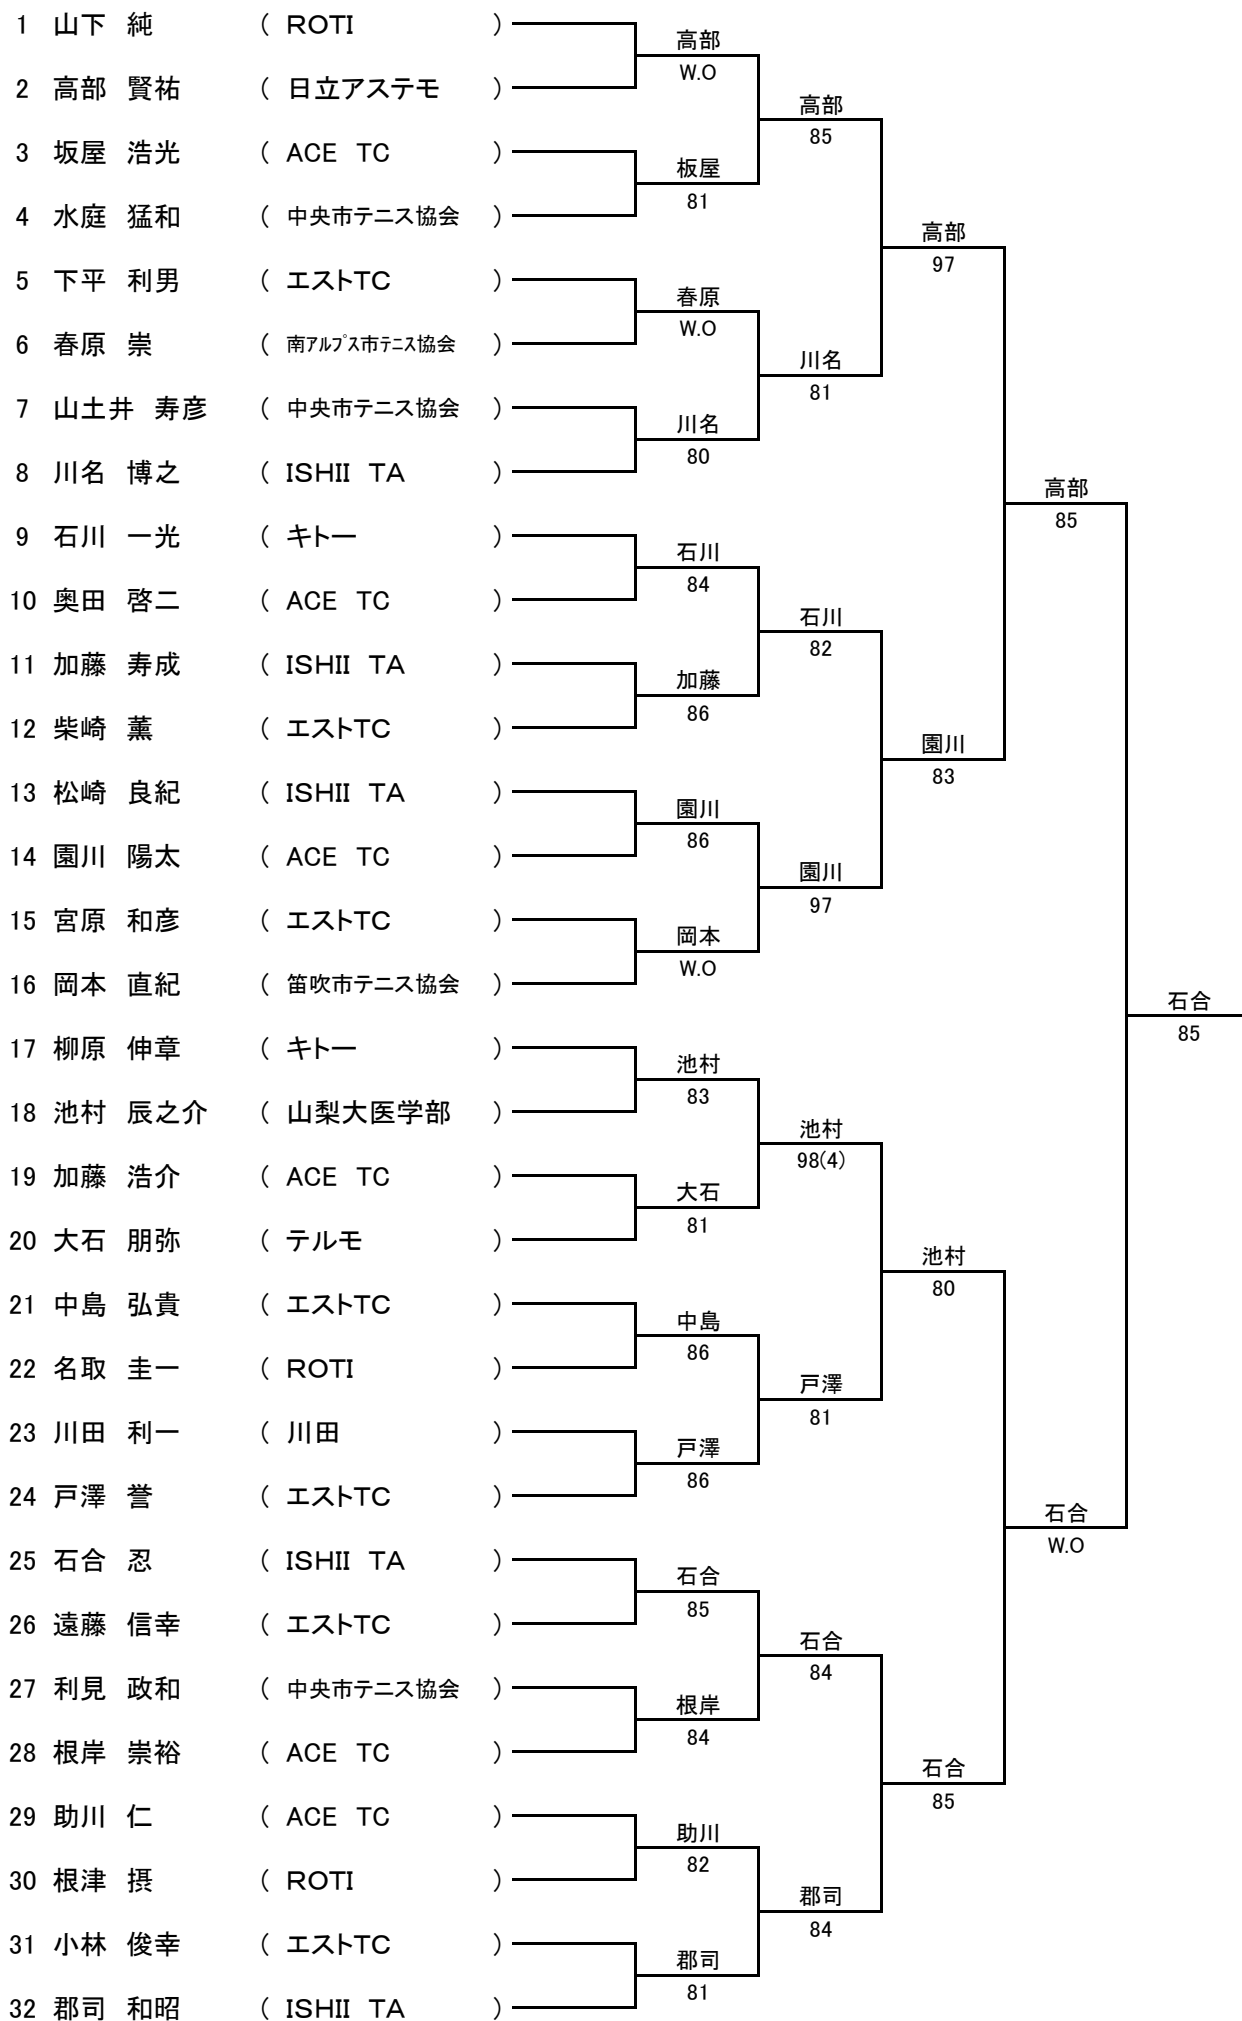 1 山下 純 ( ROTI )
2 高部 賢祐 ( 日立アステモ )
3 坂屋 浩光 ( ACE TC )
4 水庭 猛和 ( 中央市テニス協会 )
5 下平 利男 ( エストTC )
6 春原 崇 ( 南アルプス市テニス協会 )
7 山土井 寿彦 ( 中央市テニス協会 )
8 川名 博之 ( ISHII TA )
9 石川 一光 ( キトー )
10 奥田 啓二 ( ACE TC )
11 加藤 寿成 ( ISHII TA )
12 柴崎 薫 ( エストTC )
13 松崎 良紀 ( ISHII TA )
14 園川 陽太 ( ACE TC )
15 宮原 和彦 ( エストTC )
16 岡本 直紀 ( 笛吹市テニス協会 )
17 柳原 伸章 ( キトー )
18 池村 辰之介 ( 山梨大医学部 )
19 加藤 浩介 ( ACE TC )
20 大石 朋弥 ( テルモ )
21 中島 弘貴 ( エストTC )
22 名取 圭一 ( ROTI )
23 川田 利一 ( 川田 )
24 戸澤 誉 ( エストTC )
25 石合 忍 ( ISHII TA )
26 遠藤 信幸 ( エストTC )
27 利見 政和 ( 中央市テニス協会 )
28 根岸 崇裕 ( ACE TC )
29 助川 仁 ( ACE TC )
30 根津 摂 ( ROTI )
31 小林 俊幸 ( エストTC )
32 郡司 和昭 ( ISHII TA )
高部
W.O
板屋
81
春原
W.O
川名
80
石川
84
加藤
86
園川
86
岡本
W.O
池村
83
大石
81
中島
86
戸澤
86
石合
85
根岸
84
助川
82
郡司
81
高部
85
川名
81
石川
82
園川
97
池村
98(4)
戸澤
81
石合
84
郡司
84
高部
97
園川
83
池村
80
石合
85
高部
85
石合
W.O
石合
85